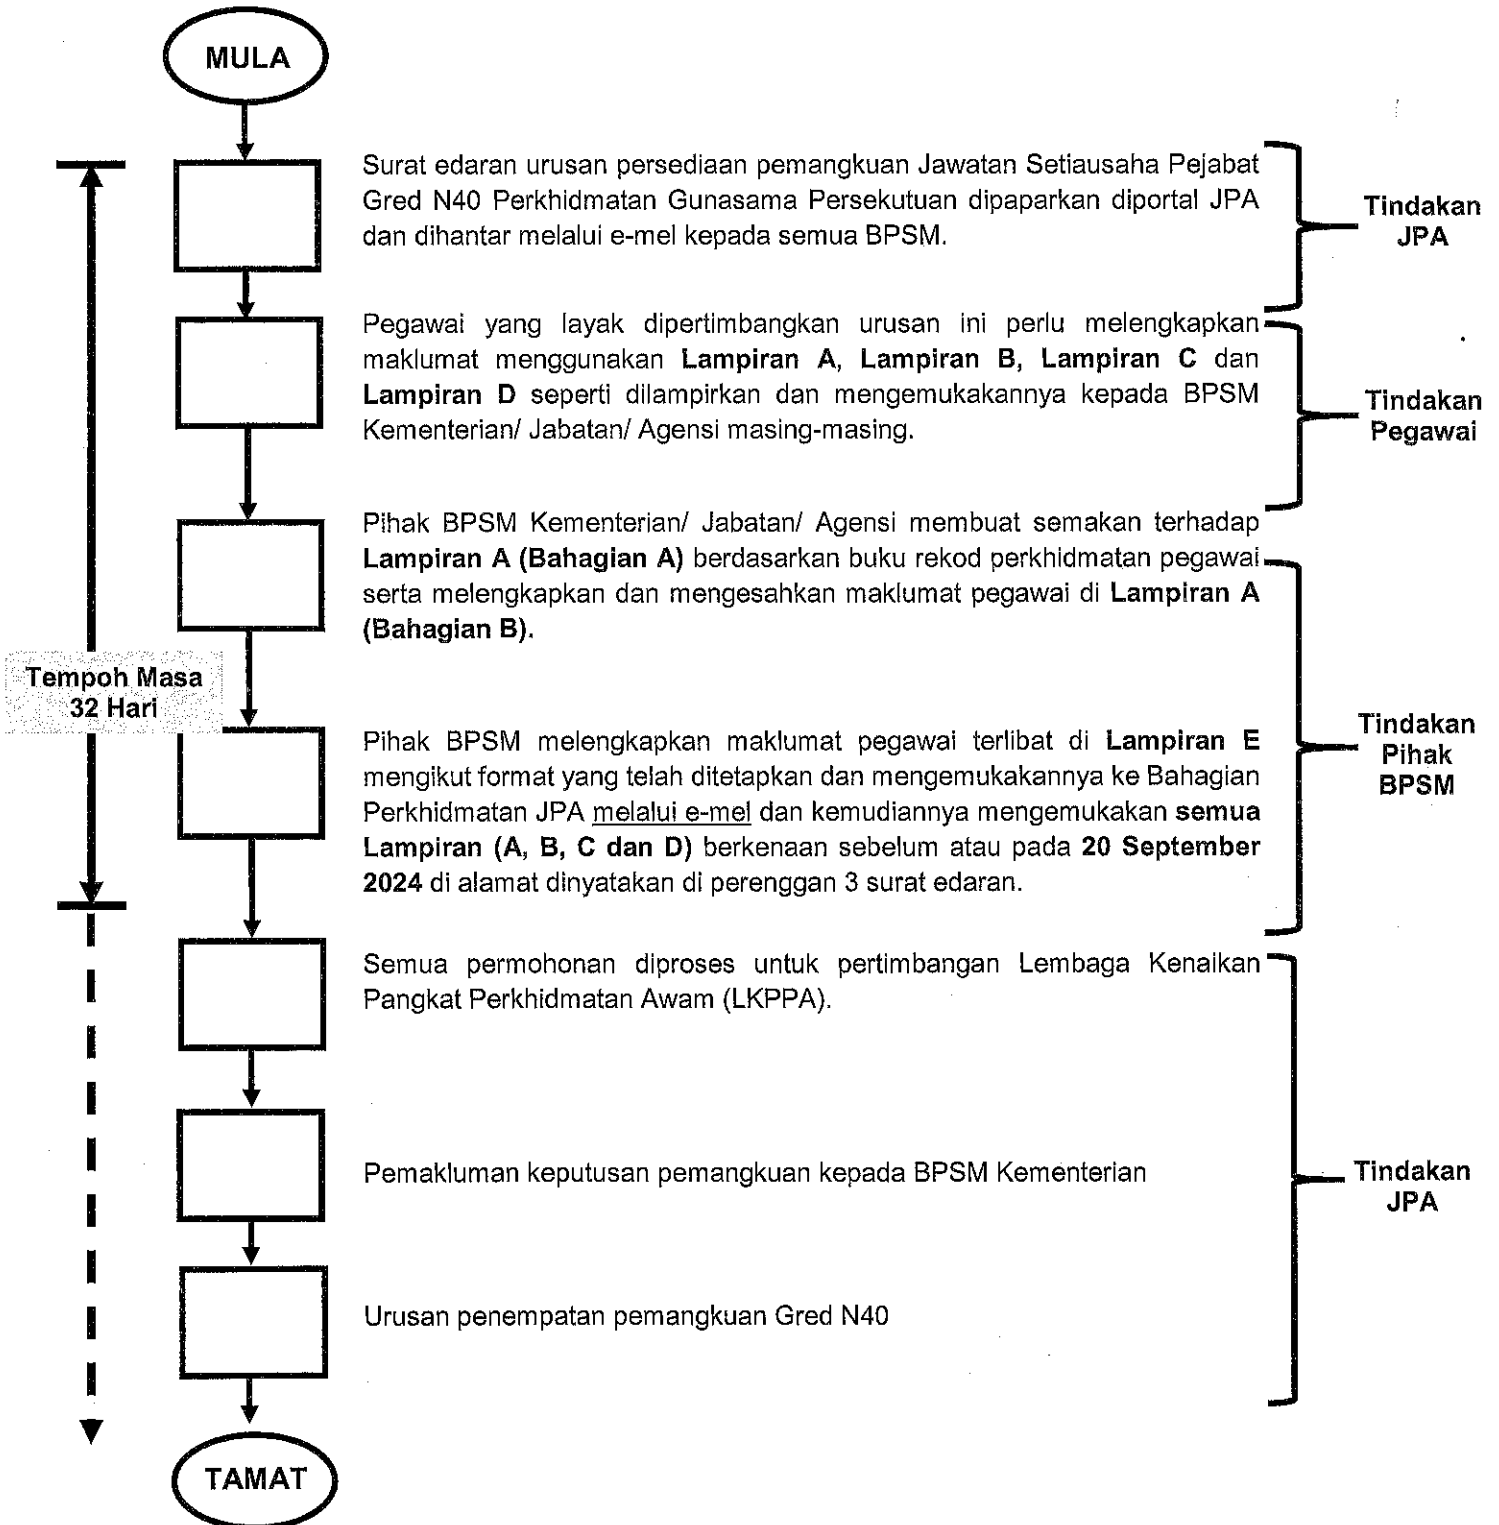 MULA
Surat edaran urusan persediaan pemangkuan Jawatan Setiausaha Pejabat
Gred N40 Perkhidmatan Gunasama Persekutuan dipaparkan diportal JPA
dan dihantar melalui e-mel kepada semua BPSM.
Tindakan
JPA
Pegawai yang layak dipertimbangkan urusan ini perlu melengkapkan
maklumat menggunakan Lampiran A, Lampiran B, Lampiran C dan
Lampiran D seperti dilampirkan dan mengemukakannya kepada BPSM
Kementerian/ Jabatan/ Agensi masing-masing.
Tindakan
Pegawai
Pihak BPSM Kementerian/ Jabatan/ Agensi membuat semakan terhadap
Lampiran A (Bahagian A) berdasarkan buku rekod perkhidmatan pegawai
serta melengkapkan dan mengesahkan maklumat pegawai di Lampiran A
(Bahagian B).
Tempoh Masa
32 Hari
Pihak BPSM melengkapkan maklumat pegawai terlibat di Lampiran E
mengikut format yang telah ditetapkan dan mengemukakannya ke Bahagian
Perkhidmatan JPA melalui e-mel dan kemudiannya mengemukakan semua
Lampiran (A, B, C dan D) berkenaan sebelum atau pada 20 September
2024 di alamat dinyatakan di perenggan 3 surat edaran.
Tindakan
Pihak
BPSM
Semua permohonan diproses untuk pertimbangan Lembaga Kenaikan
Pangkat Perkhidmatan Awam (LKPPA).
Pemakluman keputusan pemangkuan kepada BPSM Kementerian
Tindakan
JPA
Urusan penempatan pemangkuan Gred N40
TAMAT